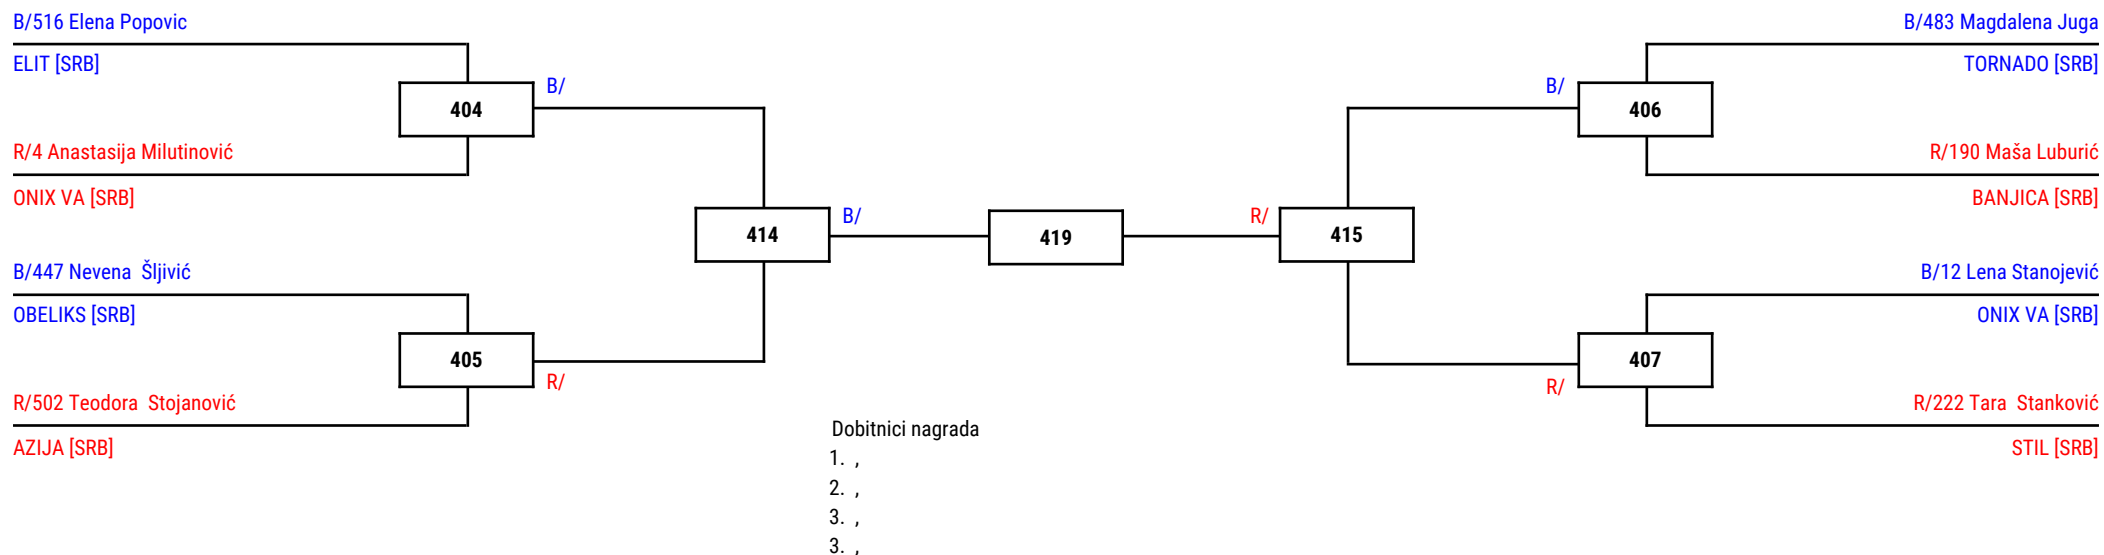 B/516 Elena Popovic
ELIT [SRB]
404
B/
R/4 Anastasija Milutinović
ONIX VA [SRB]
414
B/
B/447 Nevena  Šljivić
OBELIKS [SRB]
405
R/
R/502 Teodora  Stojanović
AZIJA [SRB]
419
B/483 Magdalena Juga
TORNADO [SRB]
B/
406
R/190 Maša Luburić
BANJICA [SRB]
R/
415
B/12 Lena Stanojević
ONIX VA [SRB]
407
R/
R/222 Tara  Stanković
STIL [SRB]
Dobitnici nagrada
1.  ,
2.  ,
3.  ,
3.  ,